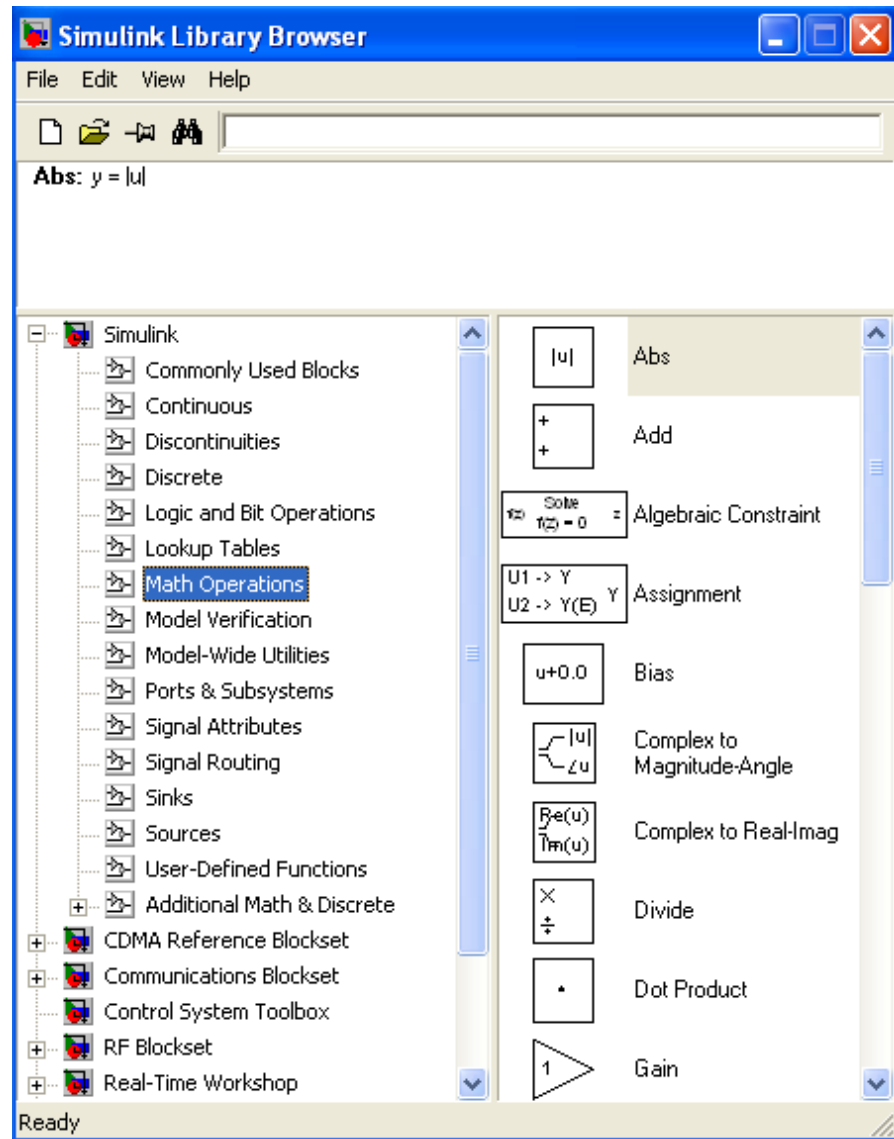 Simulink Library Browser
File Edit View Help
Abs: y = |u|
Simulink
Commonly Used Blocks
Continuous
Discontinuities
Discrete
Logic and Bit Operations
Lookup Tables
Math Operations
Model Verification
Model-Wide Utilities
Ports & Subsystems
Signal Attributes
Signal Routing
Sinks
Sources
User-Defined Functions
Additional Math & Discrete
CDMA Reference Blockset
Communications Blockset
Control System Toolbox
RF Blockset
Real-Time Workshop
|u| Abs
+
+
Add
f(z) Solve f(z) = 0 z Algebraic Constraint
U1 -> Y
U2 -> Y(E) Y
Assignment
u+0.0 Bias
|u|
∠u
Complex to
Magnitude-Angle
Re(u)
Im(u)
Complex to Real-Imag
×
÷
Divide
Dot Product
1 Gain
Ready